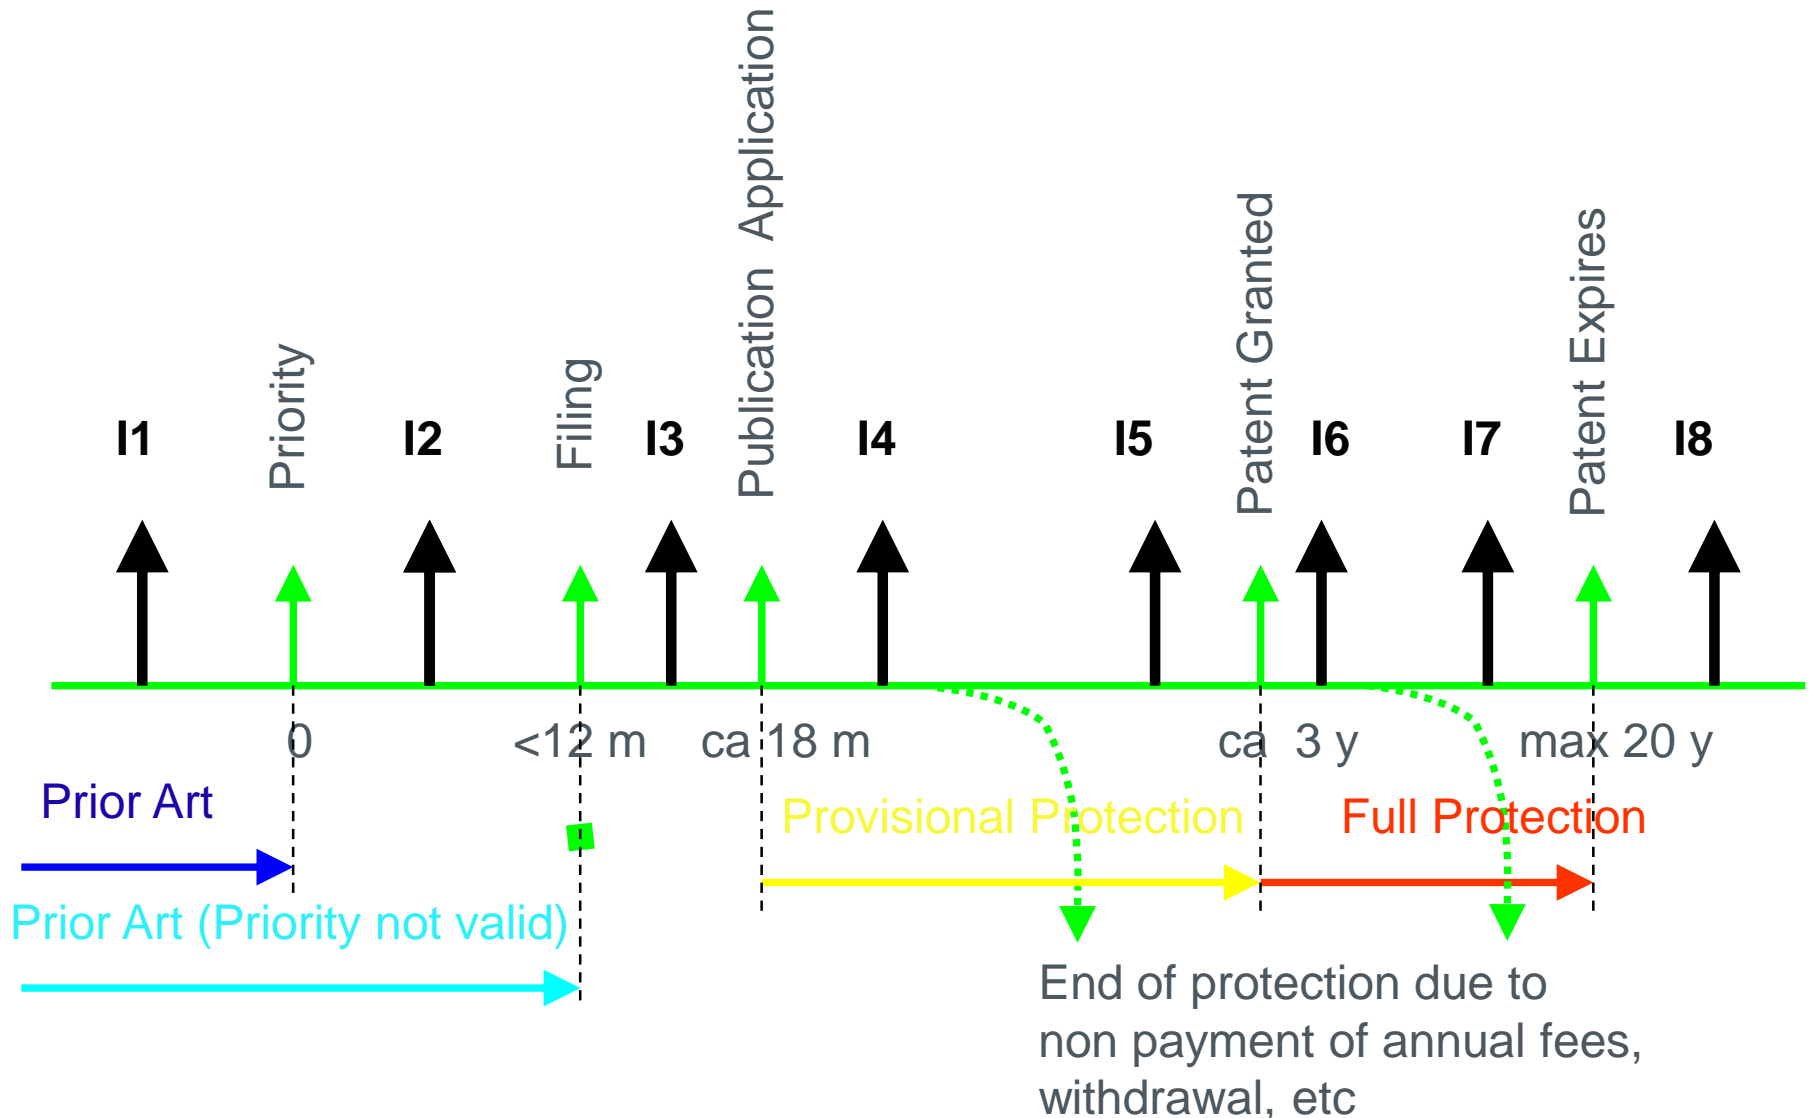 Publication  Application
Patent Granted
Patent Expires
Priority
Filing
I1
I2
I3
I4
I5
I6
I7
I8
0
<12 m
ca 18 m
ca  3 y
max 20 y
Prior Art
Provisional Protection
Full Protection
Prior Art (Priority not valid)
End of protection due to
non payment of annual fees,
withdrawal, etc